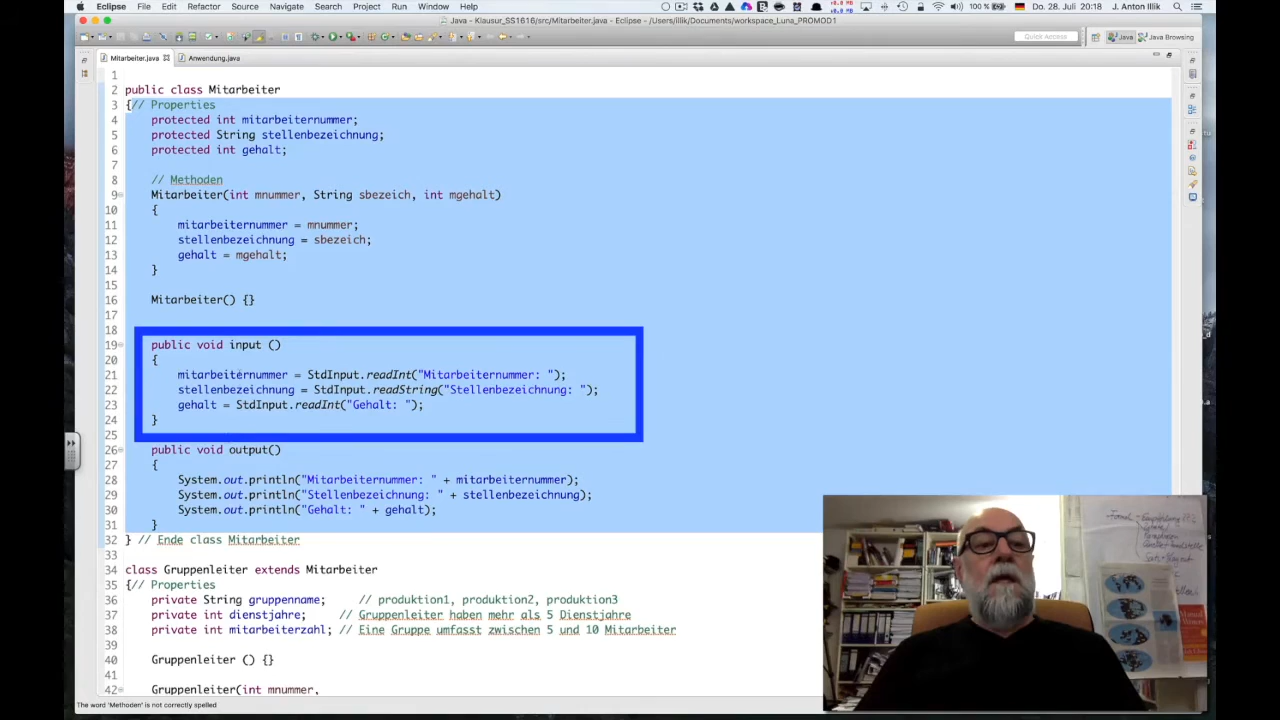 Eclipse File Edit Refactor Source Navigate Search Project Run Window Help 100 % Do. 28. Juli 20:18 J. Anton Illik
Java - Klausur_SS1616/src/Mitarbeiter.java - Eclipse - /Users/illik/Documents/workspace_Luna_PROMOD1
Quick Access Java Java Browsing
Mitarbeiter.java Anwendung.java
1
2 public class Mitarbeiter
3 {// Properties
4 protected int mitarbeiternummer;
5 protected String stellenbezeichnung;
6 protected int gehalt;
7
8 // Methoden
9 Mitarbeiter(int mnummer, String sbezeich, int mgehalt)
10 {
11 mitarbeiternummer = mnummer;
12 stellenbezeichnung = sbezeich;
13 gehalt = mgehalt;
14 }
15
16 Mitarbeiter() {}
17
18
19 public void input ()
20 {
21 mitarbeiternummer = StdInput.readInt("Mitarbeiternummer: ");
22 stellenbezeichnung = StdInput.readString("Stellenbezeichnung: ");
23 gehalt = StdInput.readInt("Gehalt: ");
24 }
25
26 public void output()
27 {
28 System.out.println("Mitarbeiternummer: " + mitarbeiternummer);
29 System.out.println("Stellenbezeichnung: " + stellenbezeichnung);
30 System.out.println("Gehalt: " + gehalt);
31 }
32 } // Ende class Mitarbeiter
33
34 class Gruppenleiter extends Mitarbeiter
35 {// Properties
36 private String gruppenname; // produktion1, produktion2, produktion3
37 private int dienstjahre; // Gruppenleiter haben mehr als 5 Dienstjahre
38 private int mitarbeiterzahl; // Eine Gruppe umfasst zwischen 5 und 10 Mitarbeiter
39
40 Gruppenleiter () {}
41
42 Gruppenleiter(int mnummer,
The word 'Methoden' is not correctly spelled